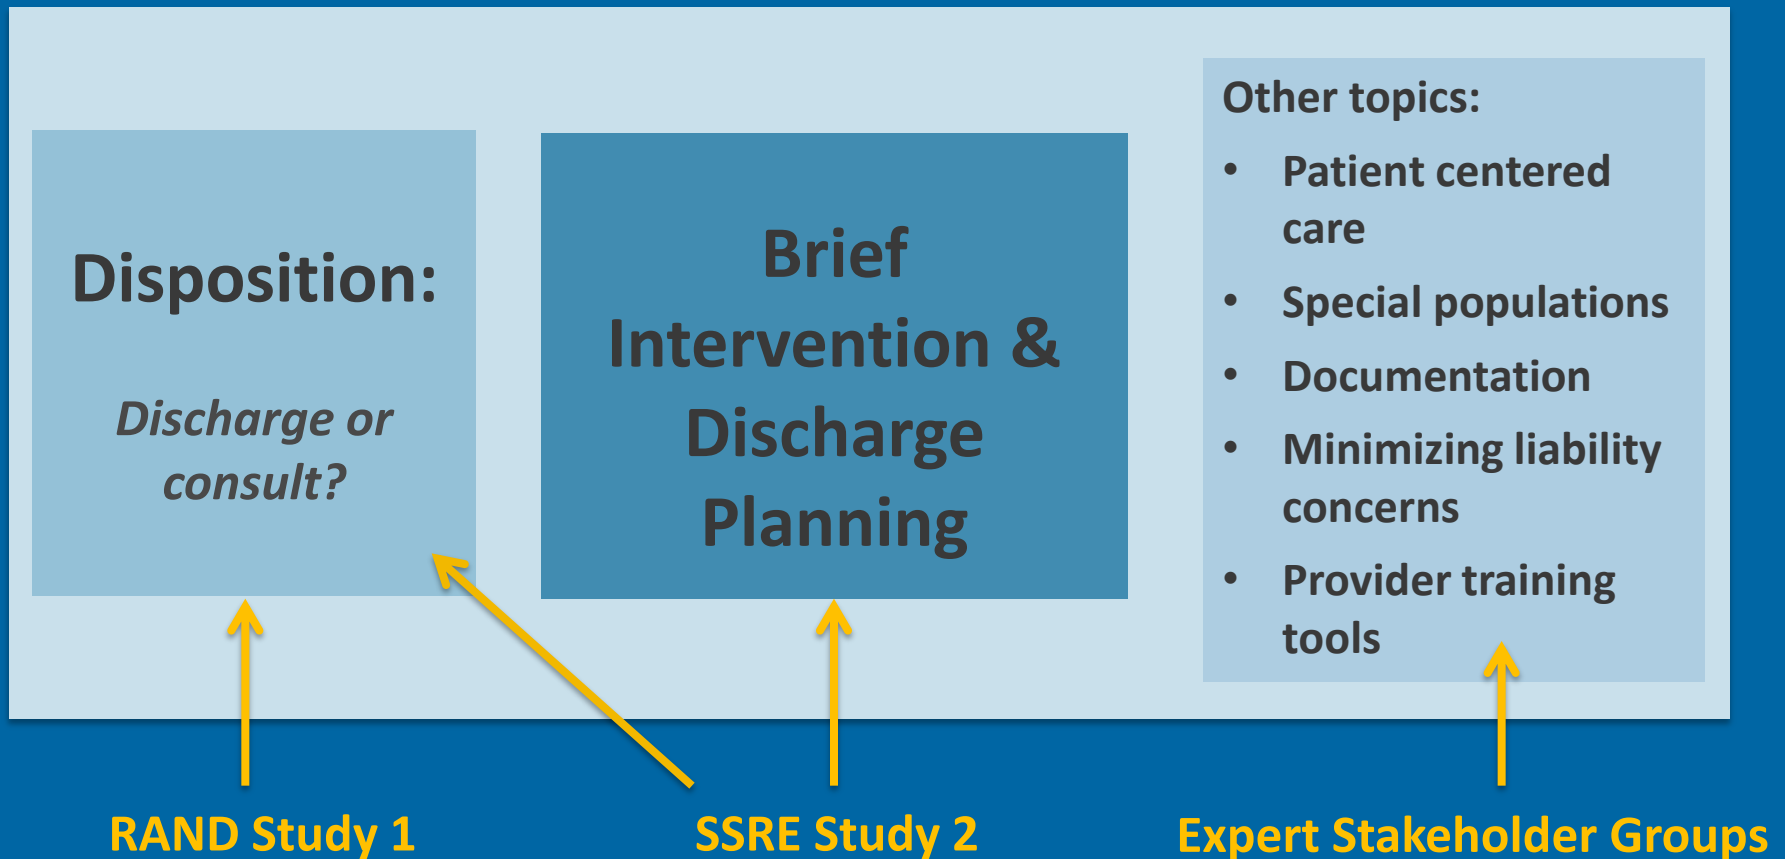 Disposition:
Discharge or
consult?
Brief
Intervention &
Discharge
Planning
Other topics:
• Patient centered
care
• Special populations
• Documentation
• Minimizing liability
concerns
• Provider training
tools
RAND Study 1
SSRE Study 2
Expert Stakeholder Groups